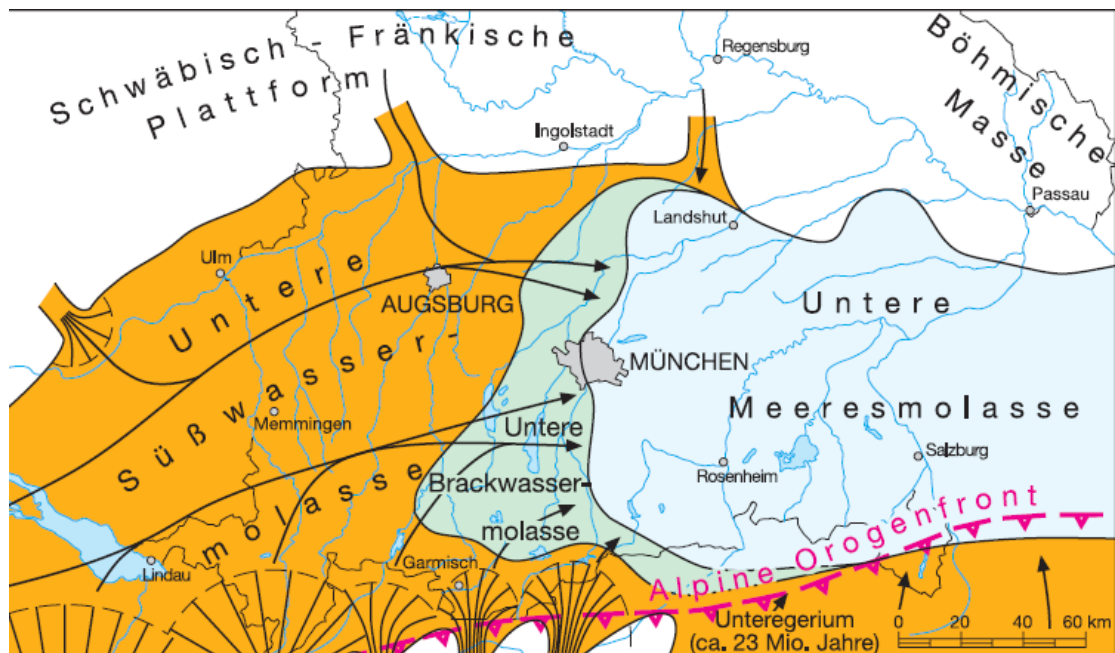 Schwäbisch - Fränkische
Plattform
Böhmische
Masse
Regensburg
Ingolstadt
Passau
Landshut
Ulm
AUGSBURG
Untere
Süßwasser-
molasse
Untere
Meeresmolasse
MÜNCHEN
Memmingen
Untere
Brackwasser-
molasse
Rosenheim
Salzburg
Lindau
Garmisch
Alpine Orogenfront
Unteregerium
(ca. 23 Mio. Jahre)
0 20 40 60 km